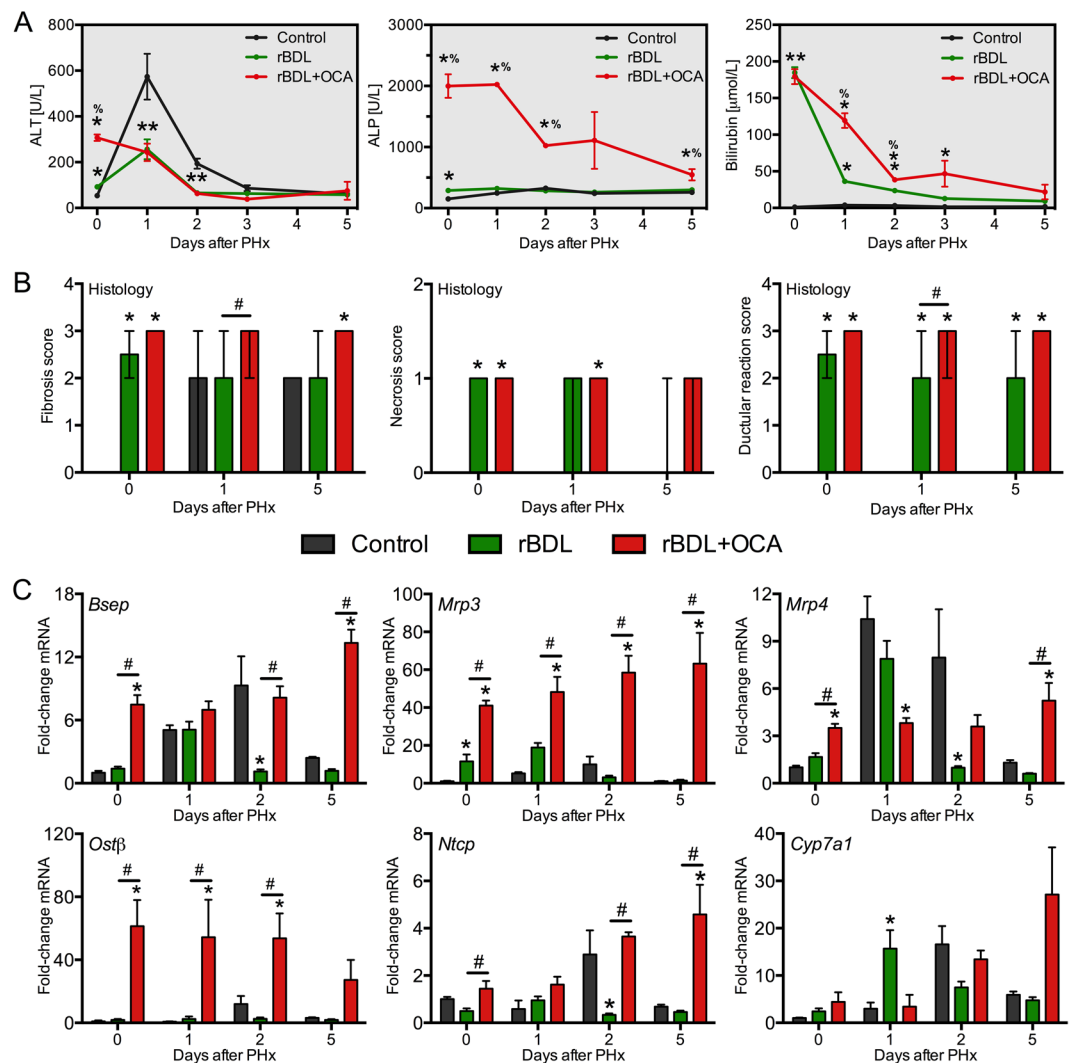 A
ALT [U/L]
800
600
400
200
0
Control
rBDL
rBDL+OCA
%
*
*
**
**
0 1 2 3 4 5
Days after PHx
ALP [U/L]
3000
2000
1000
0
Control
rBDL
rBDL+OCA
*%
*%
*%
*%
*
0 1 2 3 4 5
Days after PHx
Bilirubin [μmol/L]
250
200
150
100
50
0
Control
rBDL
rBDL+OCA
**
%
*
*
%
**
*
0 1 2 3 4 5
Days after PHx
B
Histology
Fibrosis score
4
3
2
1
0
* * # *
0 1 5
Days after PHx
Histology
Necrosis score
2
1
0
* * *
0 1 5
Days after PHx
Histology
Ductular reaction score
4
3
2
1
0
* * # * * * *
0 1 5
Days after PHx
Control rBDL rBDL+OCA
C
Bsep
Fold-change mRNA
18
12
6
0
# * * # # *
0 1 2 5
Days after PHx
Mrp3
Fold-change mRNA
100
80
60
40
20
0
* # * # * # * # *
0 1 2 5
Days after PHx
Mrp4
Fold-change mRNA
12
9
6
3
0
# * * * # *
0 1 2 5
Days after PHx
Ostβ
Fold-change mRNA
120
80
40
0
# * # * # *
0 1 2 5
Days after PHx
Ntcp
Fold-change mRNA
8
6
4
2
0
# * # # *
0 1 2 5
Days after PHx
Cyp7a1
Fold-change mRNA
40
30
20
10
0
*
0 1 2 5
Days after PHx